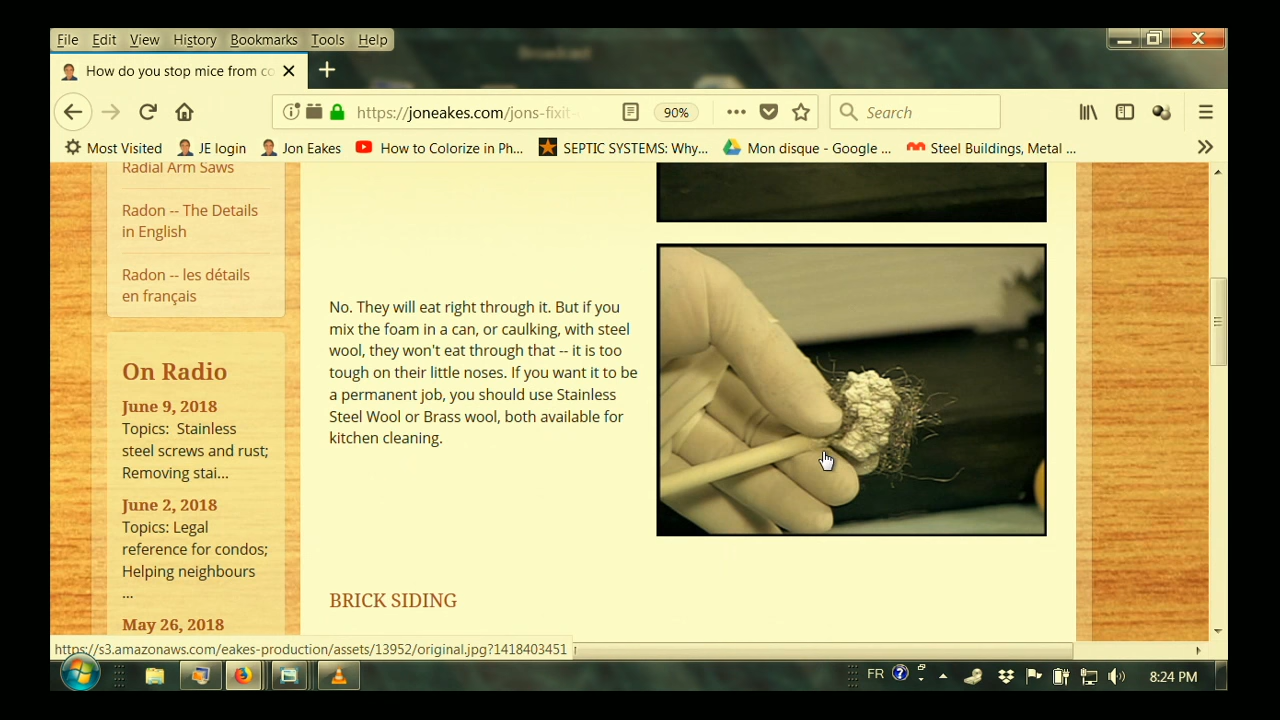 Broadcast
File Edit View History Bookmarks Tools Help
How do you stop mice from co
https://joneakes.com/jons-fixit- 90% Search
Most Visited JE login Jon Eakes How to Colorize in Ph... SEPTIC SYSTEMS: Why... Mon disque - Google ... Steel Buildings, Metal ...
Radial Arm Saws
Radon -- The Details
in English
Radon -- les détails
en français
On Radio
June 9, 2018
Topics: Stainless
steel screws and rust;
Removing stai...
June 2, 2018
Topics: Legal
reference for condos;
Helping neighbours
...
May 26, 2018
No. They will eat right through it. But if you
mix the foam in a can, or caulking, with steel
wool, they won't eat through that -- it is too
tough on their little noses. If you want it to be
a permanent job, you should use Stainless
Steel Wool or Brass wool, both available for
kitchen cleaning.
BRICK SIDING
https://s3.amazonaws.com/eakes-production/assets/13952/original.jpg?1418403451
FR 8:24 PM